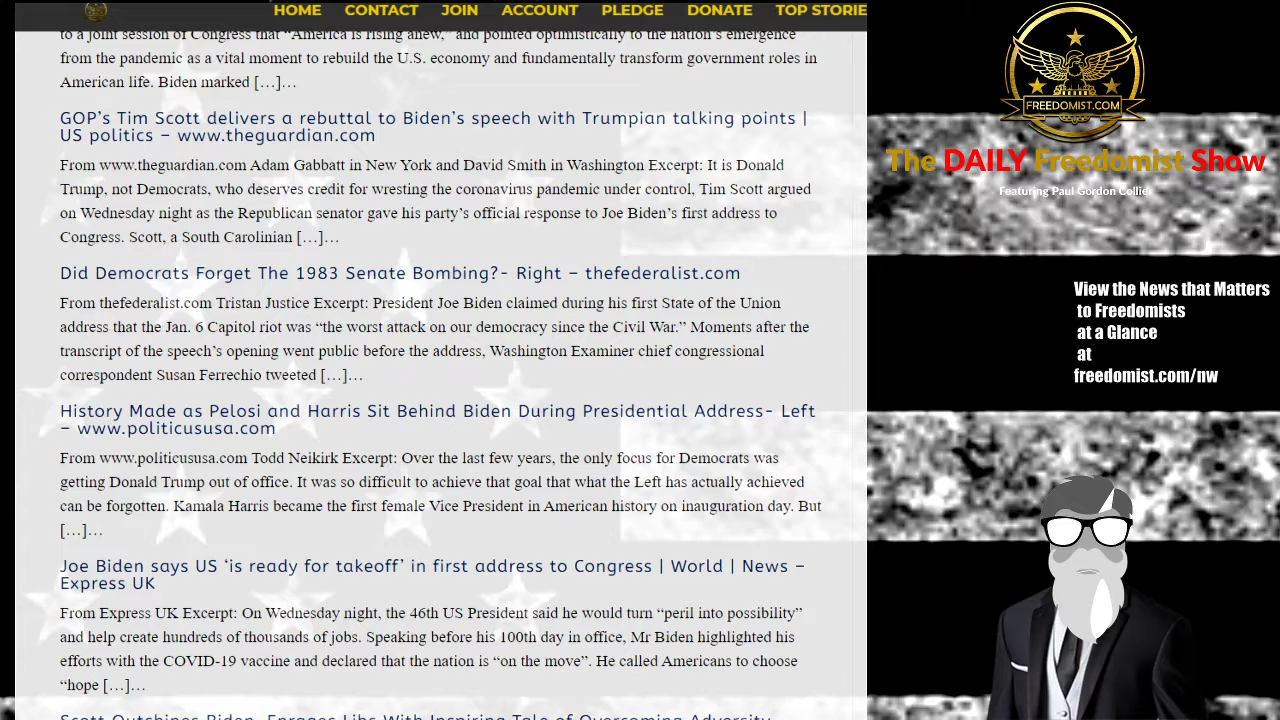 HOME CONTACT JOIN ACCOUNT PLEDGE DONATE TOP STORIE
to a joint session of Congress that “America is rising anew,” and pointed optimistically to the nation’s emergence
from the pandemic as a vital moment to rebuild the U.S. economy and fundamentally transform government roles in
American life. Biden marked […]…
GOP’s Tim Scott delivers a rebuttal to Biden’s speech with Trumpian talking points |
US politics – www.theguardian.com
From www.theguardian.com Adam Gabbatt in New York and David Smith in Washington Excerpt: It is Donald
Trump, not Democrats, who deserves credit for wresting the coronavirus pandemic under control, Tim Scott argued
on Wednesday night as the Republican senator gave his party’s official response to Joe Biden’s first address to
Congress. Scott, a South Carolinian […]…
Did Democrats Forget The 1983 Senate Bombing?- Right – thefederalist.com
From thefederalist.com Tristan Justice Excerpt: President Joe Biden claimed during his first State of the Union
address that the Jan. 6 Capitol riot was “the worst attack on our democracy since the Civil War.” Moments after the
transcript of the speech’s opening went public before the address, Washington Examiner chief congressional
correspondent Susan Ferrechio tweeted […]…
History Made as Pelosi and Harris Sit Behind Biden During Presidential Address- Left
– www.politicususa.com
From www.politicususa.com Todd Neikirk Excerpt: Over the last few years, the only focus for Democrats was
getting Donald Trump out of office. It was so difficult to achieve that goal that what the Left has actually achieved
can be forgotten. Kamala Harris became the first female Vice President in American history on inauguration day. But
[…]…
Joe Biden says US ‘is ready for takeoff’ in first address to Congress | World | News –
Express UK
From Express UK Excerpt: On Wednesday night, the 46th US President said he would turn “peril into possibility”
and help create hundreds of thousands of jobs. Speaking before his 100th day in office, Mr Biden highlighted his
efforts with the COVID-19 vaccine and declared that the nation is “on the move”. He called Americans to choose
“hope […]…
Scott Outshines Biden, Enrages Libs With Inspiring Tale of Overcoming Adversity
FREEDOMIST.COM
The DAILY Freedomist Show
Featuring Paul Gordon Collie
View the News that Matters
to Freedomists
at a Glance
at
freedomist.com/nw